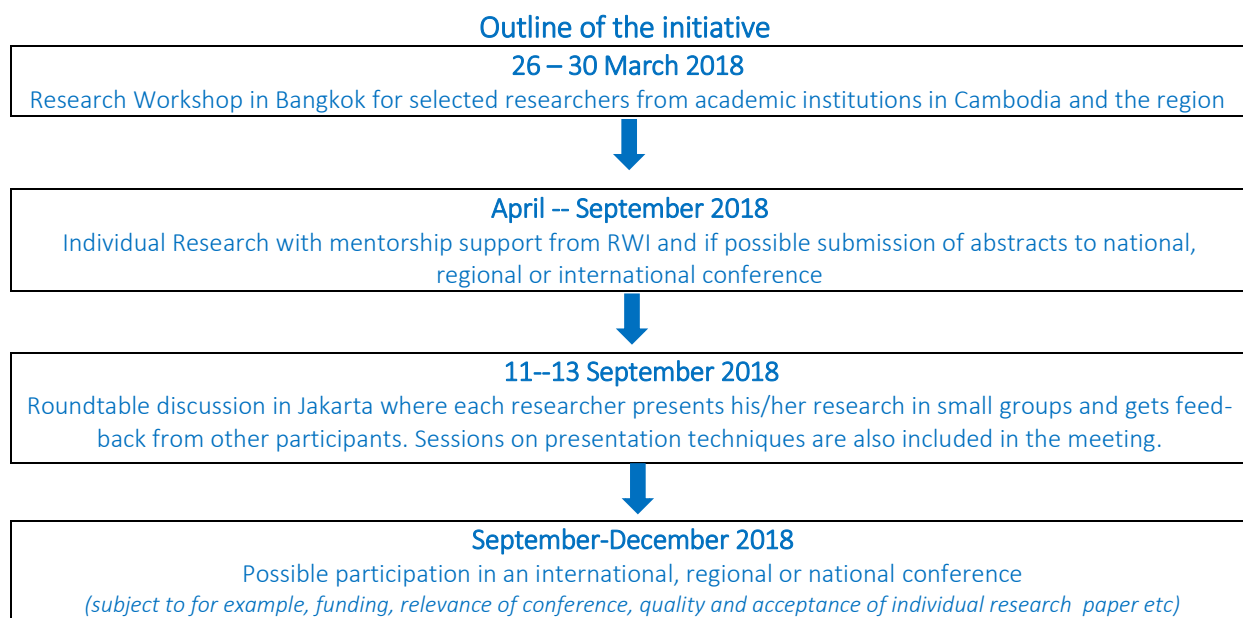 Outline of the initiative
26 – 30 March 2018
Research Workshop in Bangkok for selected researchers from academic institutions in Cambodia and the region
April -- September 2018
Individual Research with mentorship support from RWI and if possible submission of abstracts to national,
regional or international conference
11--13 September 2018
Roundtable discussion in Jakarta where each researcher presents his/her research in small groups and gets feed-
back from other participants. Sessions on presentation techniques are also included in the meeting.
September-December 2018
Possible participation in an international, regional or national conference
(subject to for example, funding, relevance of conference, quality and acceptance of individual research  paper etc)